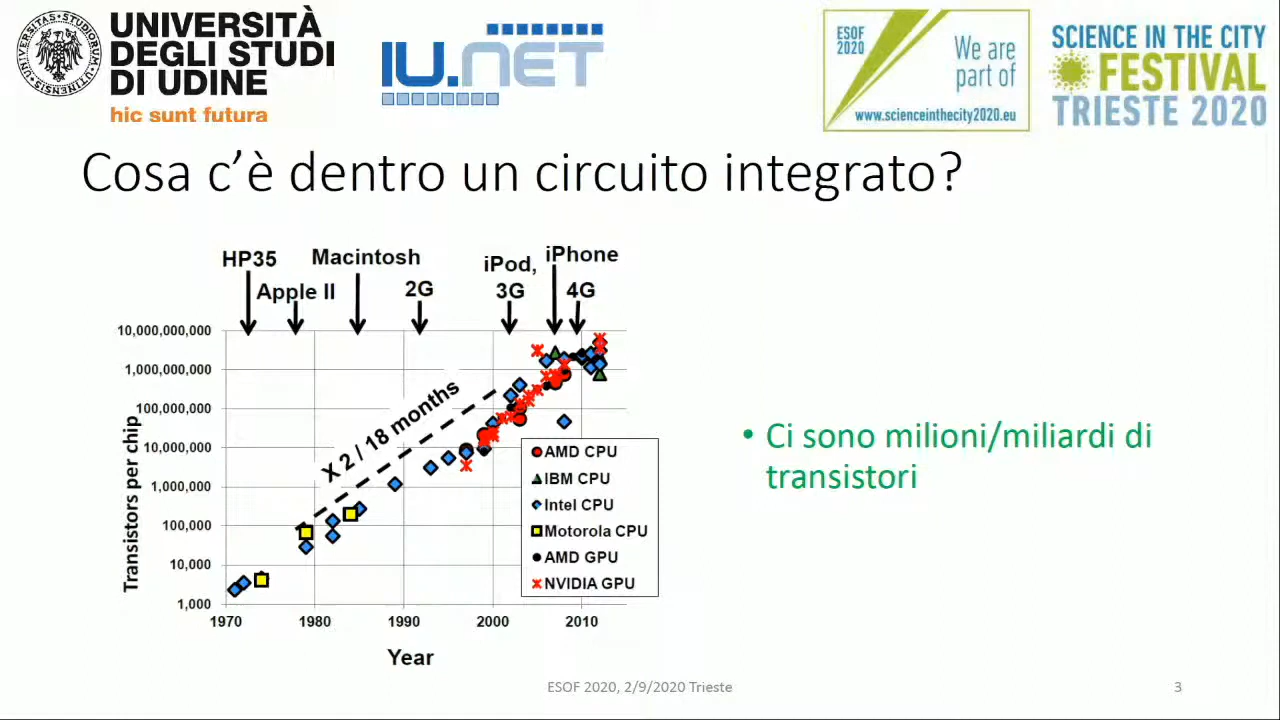 UNIVERSITÀ
DEGLI STUDI
DI UDINE
hic sunt futura
IU.NET
ESOF
2020
We are
part of
www.scienceinthecity2020.eu
SCIENCE IN THE CITY
FESTIVAL
TRIESTE 2020
Cosa c’è dentro un circuito integrato?
HP35
Apple II
Macintosh
2G
iPod,
3G
iPhone
4G
10,000,000,000
1,000,000,000
100,000,000
10,000,000
1,000,000
100,000
10,000
1,000
Transistors per chip
X 2 / 18 months
AMD CPU
IBM CPU
Intel CPU
Motorola CPU
AMD GPU
NVIDIA GPU
1970 1980 1990 2000 2010
Year
• Ci sono milioni/miliardi di
transistori
ESOF 2020, 2/9/2020 Trieste
3